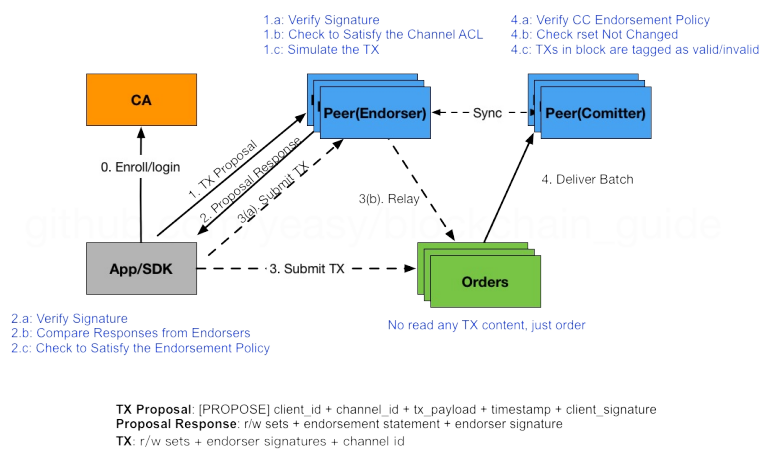 1.a: Verify Signature
1.b: Check to Satisfy the Channel ACL
1.c: Simulate the TX
4.a: Verify CC Endorsement Policy
4.b: Check rset Not Changed
4.c: TXs in block are tagged as valid/invalid
CA
Peer(Endorser)
Sync
Peer(Comitter)
0. Enroll/login
1. TX Proposal
2. Proposal Response
3(a). Submit TX
3(b). Relay
4. Deliver Batch
github.com/yeasy/blockchain_guide
App/SDK
3. Submit TX
Orders
2.a: Verify Signature
2.b: Compare Responses from Endorsers
2.c: Check to Satisfy the Endorsement Policy
No read any TX content, just order
TX Proposal: [PROPOSE] client_id + channel_id + tx_payload + timestamp + client_signature
Proposal Response: r/w sets + endorsement statement + endorser signature
TX: r/w sets + endorser signatures + channel id